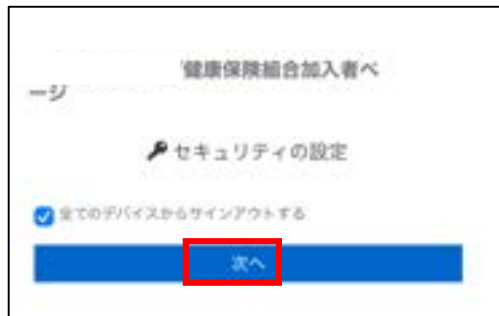 健康保険組合加入者ペ
ージ
セキュリティの設定
全てのデバイスからサインアウトする
次へ